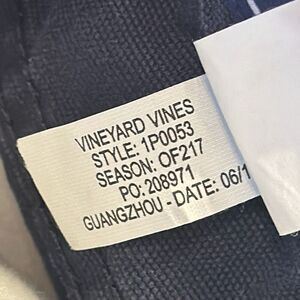 VINEYARD VINES
STYLE: 1P0053
SEASON: OF217
PO: 208971
GUANGZHOU - DATE: 06/1